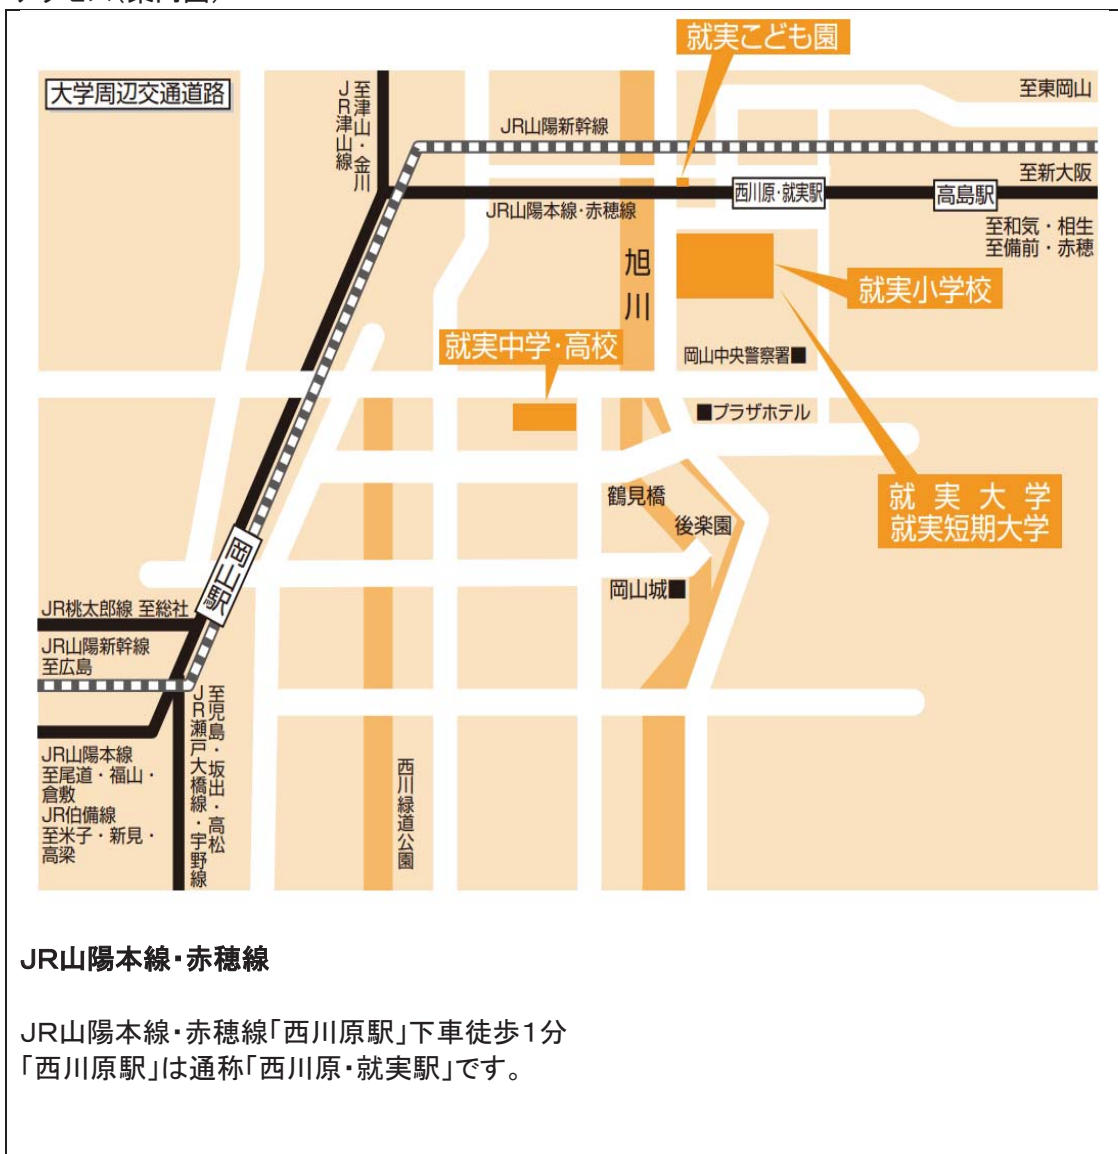 アクセス(案内図)
就実こども園
大学周辺交通道路
至津山・金川
JR津山線
至東岡山
JR山陽新幹線
至新大阪
西川原・就実駅
高島駅
JR山陽本線・赤穂線
至和気・相生
至備前・赤穂
旭川
就実小学校
就実中学・高校
岡山中央警察署■
■プラザホテル
就実大学
就実短期大学
鶴見橋
後楽園
岡山駅
岡山城■
JR桃太郎線 至総社
JR山陽新幹線
至広島
至児島・坂出・高松
JR瀬戸大橋線・宇野線
JR山陽本線
至尾道・福山・
倉敷
JR伯備線
至米子・新見・
高梁
西川緑道公園
JR山陽本線・赤穂線
JR山陽本線・赤穂線「西川原駅」下車徒歩1分
「西川原駅」は通称「西川原・就実駅」です。